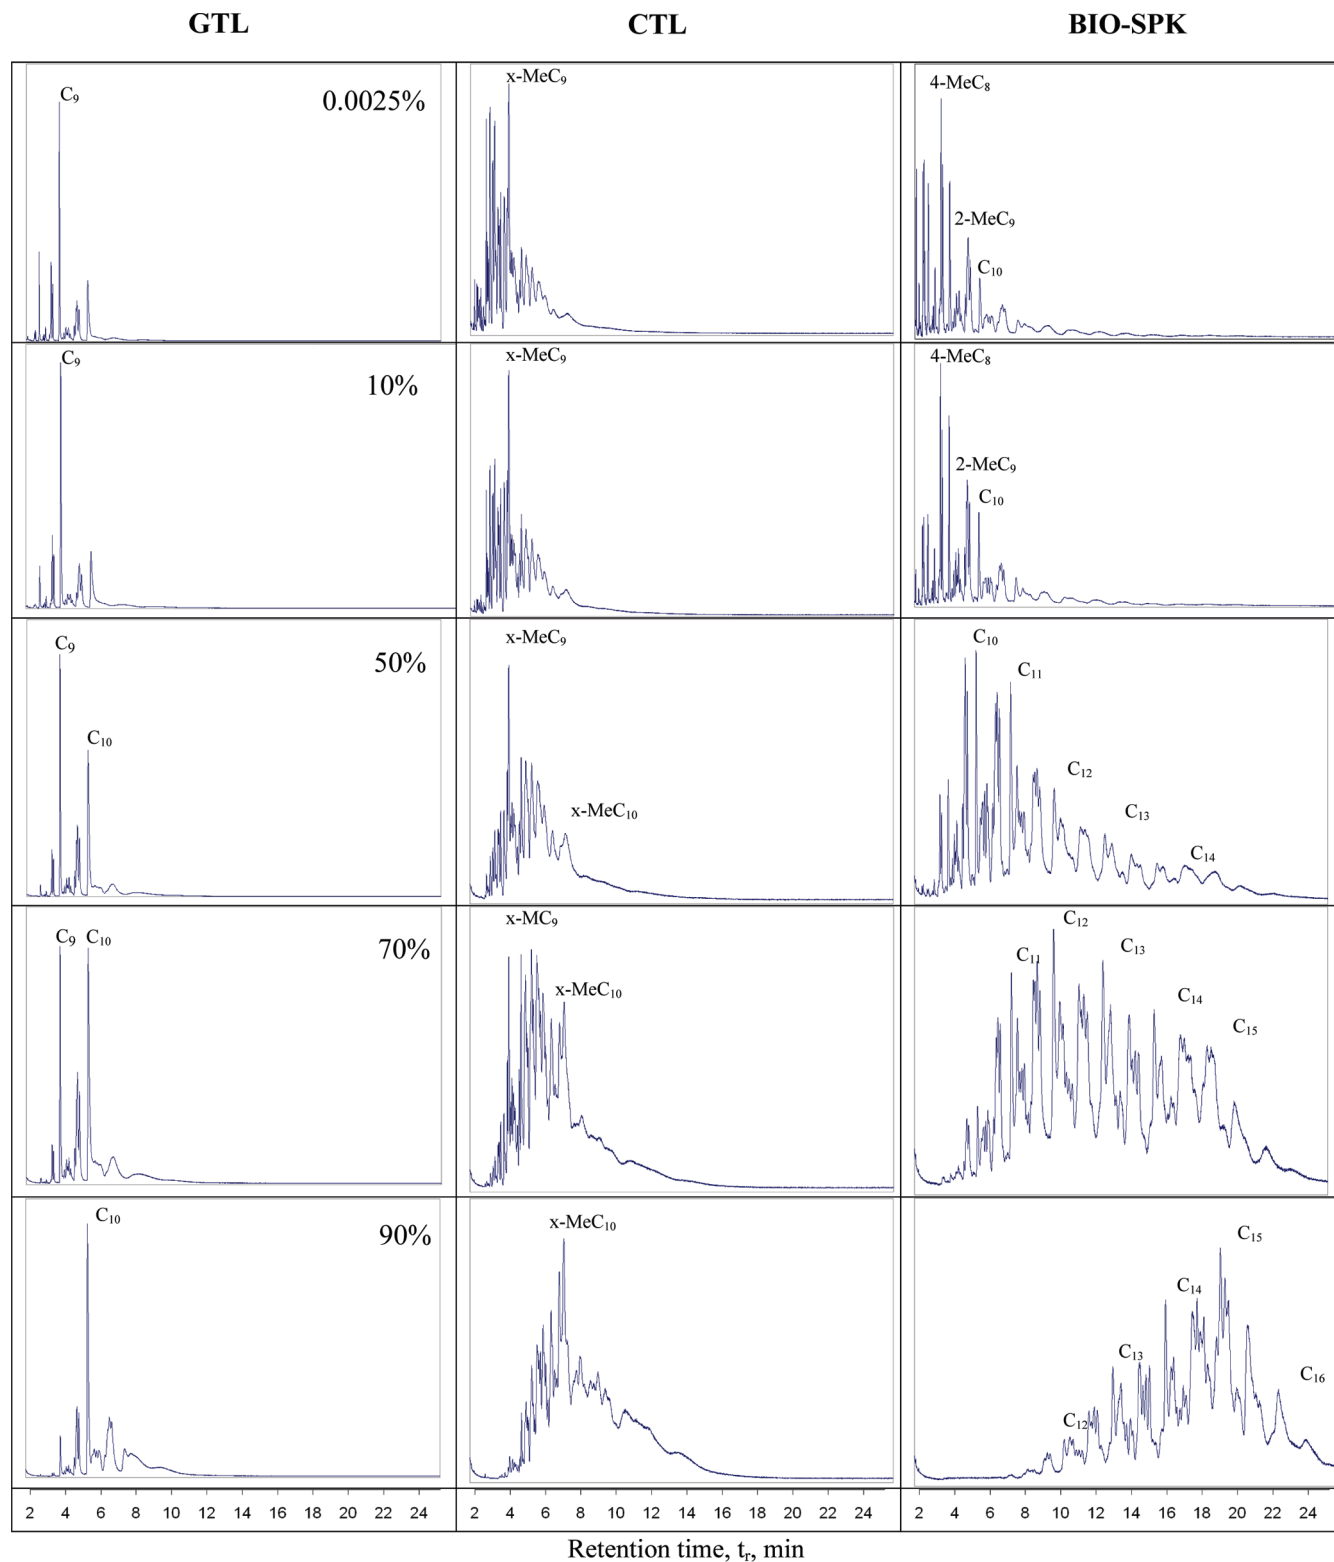 GTL CTL BIO-SPK
C₉ 0.0025% x-MeC₉ 4-MeC₈
2-MeC₉
C₁₀
C₉ 10% x-MeC₉ 4-MeC₈
2-MeC₉
C₁₀
C₉ 50% x-MeC₉ C₁₀
C₁₁
C₁₀ C₁₂
x-MeC₁₀ C₁₃
C₁₄
C₉ C₁₀ 70% x-MC₉ C₁₂
C₁₁ C₁₃
x-MeC₁₀ C₁₄
C₁₅
C₁₀ 90% x-MeC₁₀ C₁₅
C₁₄
C₁₃
C₁₆
C₁₂
2 4 6 8 10 12 14 16 18 20 22 24 2 4 6 8 10 12 14 16 18 20 22 24 2 4 6 8 10 12 14 16 18 20 22 24
Retention time, tᵣ, min